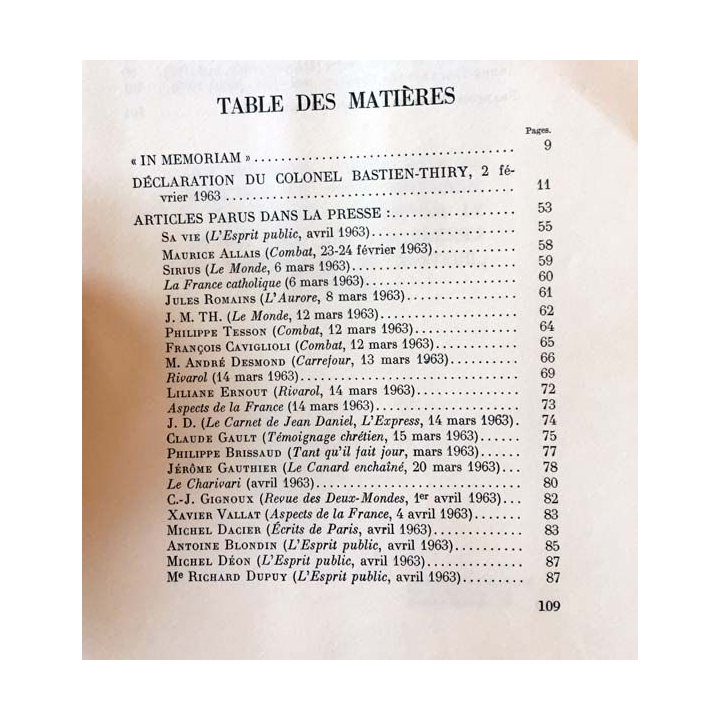 TABLE DES MATIÈRES
Pages.
« IN MEMORIAM » .......................................... 9
DÉCLARATION DU COLONEL BASTIEN-THIRY, 2 fé-
vrier 1963 .............................................. 11
ARTICLES PARUS DANS LA PRESSE :................... 53
SA VIE (L'Esprit public, avril 1963)...................... 55
MAURICE ALLAIS (Combat, 23-24 février 1963)............. 58
SIRIUS (Le Monde, 6 mars 1963)......................... 59
La France catholique (6 mars 1963)....................... 60
JULES ROMAINS (L'Aurore, 8 mars 1963)................. 61
J. M. TH. (Le Monde, 12 mars 1963)...................... 62
PHILIPPE TESSON (Combat, 12 mars 1963)............... 64
FRANÇOIS CAVIGLIOLI (Combat, 12 mars 1963)........... 65
M. ANDRÉ DESMOND (Carrefour, 13 mars 1963).......... 66
Rivarol (14 mars 1963)................................. 69
LILIANE ERNOUT (Rivarol, 14 mars 1963)............... 72
Aspects de la France (14 mars 1963)..................... 73
J. D. (Le Carnet de Jean Daniel, L'Express, 14 mars 1963). 74
CLAUDE GAULT (Témoignage chrétien, 15 mars 1963)...... 75
PHILIPPE BRISSAUD (Tant qu'il fait jour, mars 1963)...... 77
JÉRÔME GAUTHIER (Le Canard enchaîné, 20 mars 1963)... 78
Le Charivari (avril 1963)............................... 80
C.-J. GIGNOUX (Revue des Deux-Mondes, 1er avril 1963)... 82
XAVIER VALLAT (Aspects de la France, 4 avril 1963)....... 83
MICHEL DACIER (Écrits de Paris, avril 1963)............. 83
ANTOINE BLONDIN (L'Esprit public, avril 1963)........... 85
MICHEL DÉON (L'Esprit public, avril 1963)............... 87
Me RICHARD DUPUY (L'Esprit public, avril 1963)......... 87
109